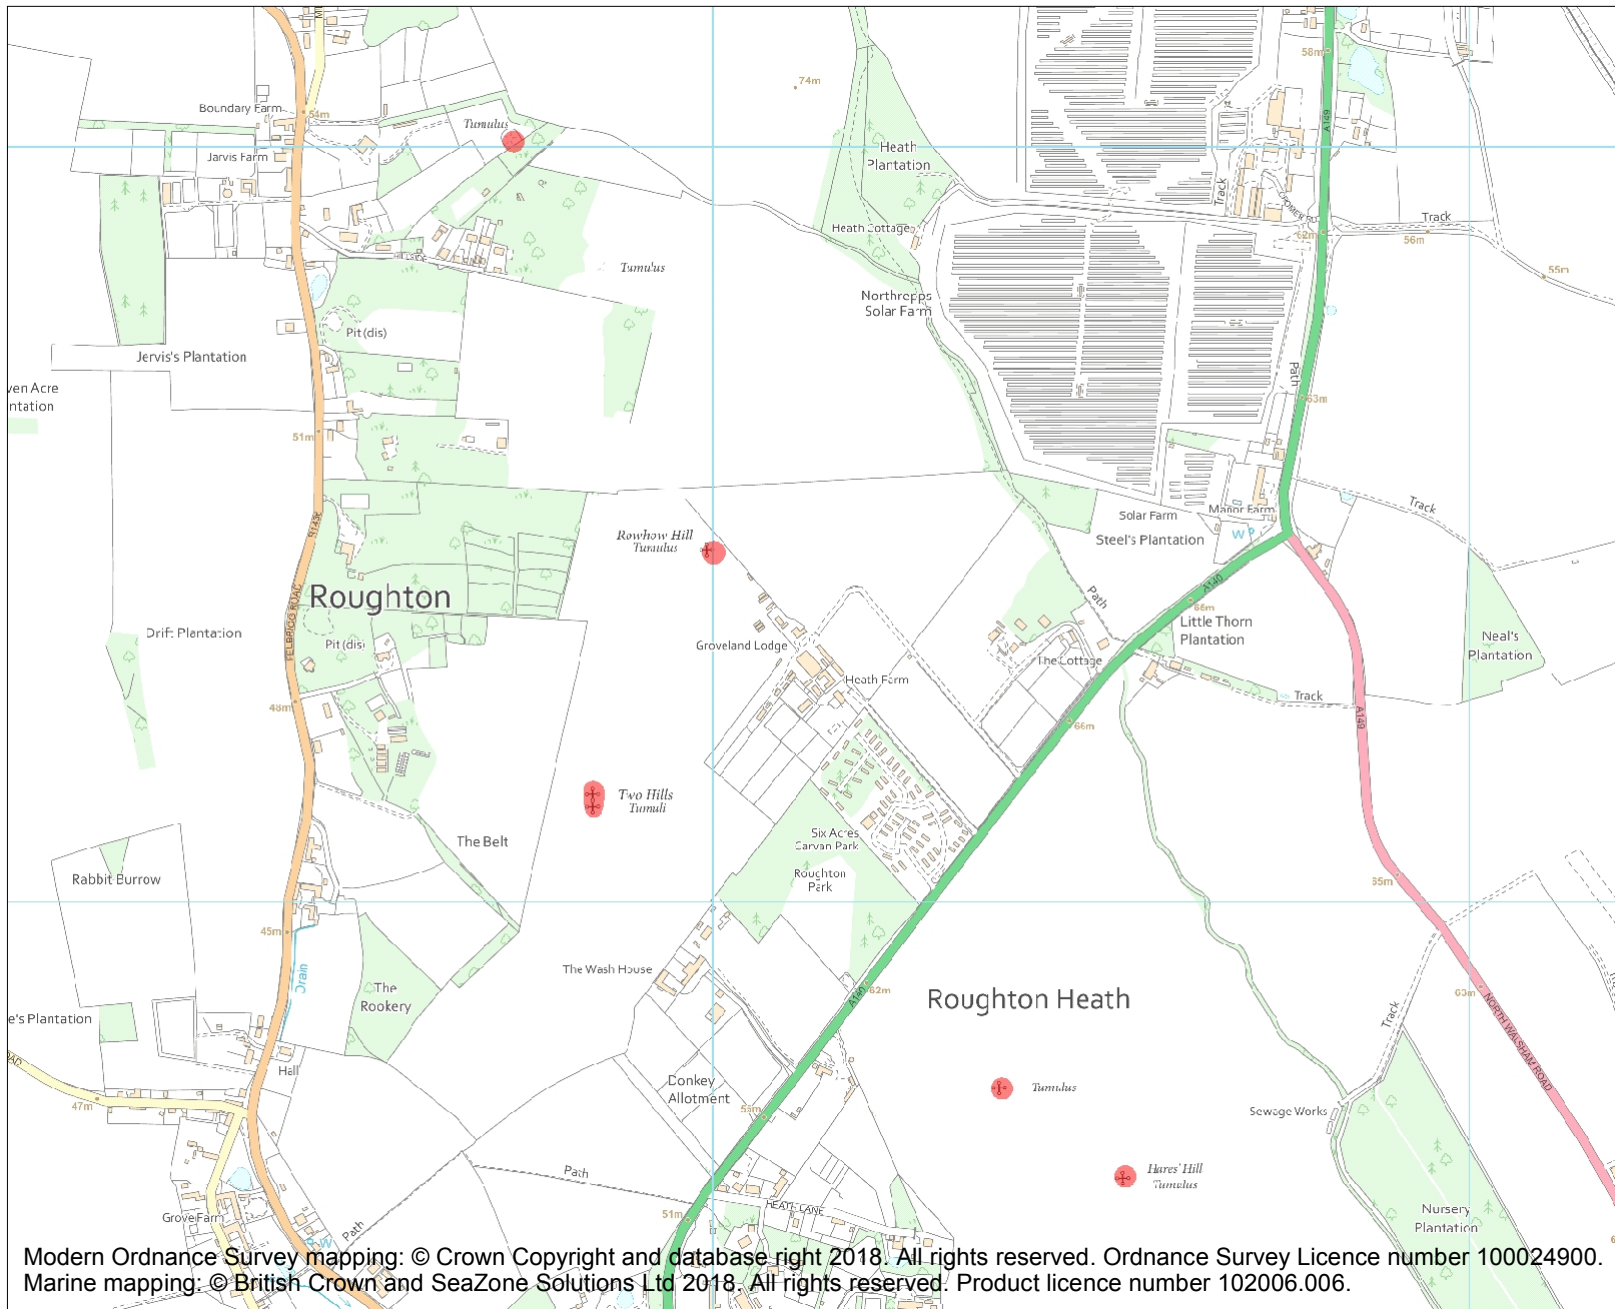 74m
58m
A149
Boundary Farm
54m
Tumulus
Jarvis Farm
Heath
Plantation
Track
CROMER RD
Heath Cottage
62m
Track
56m
55m
Tumulus
Northrepps
Solar Farm
Pit (dis)
Jervis's Plantation
Path
63m
51m
Rowhow Hill
Tumulus
Solar Farm
Manor Farm
Track
Steel's Plantation
W
A140
Roughton
FELBRIGG ROAD
Path
66m
Little Thorn
Plantation
Drift Plantation
Pit (dis)
Groveland Lodge
The Cottage
Neal's
Plantation
Heath Farm
Track
A149
48m
66m
Two Hills
Tumuli
The Belt
Six Acres
Carvan Park
Rabbit Burrow
Roughton
Park
65m
45m
Drain
The Wash House
The
Rookery
A140
62m
Roughton Heath
63m
NORTH WALSHAM ROAD
e's Plantation
Track
Hall
Donkey
Allotment
Tumulus
47m
Sewage Works
Path
Hares' Hill
Tumulus
Grove Farm
51m
HEATH LANE
Path
Nursery
Plantation
W
Modern Ordnance Survey mapping: © Crown Copyright and database right 2018. All rights reserved. Ordnance Survey Licence number 100024900.
Marine mapping: © British Crown and SeaZone Solutions Ltd 2018. All rights reserved. Product licence number 102006.006.